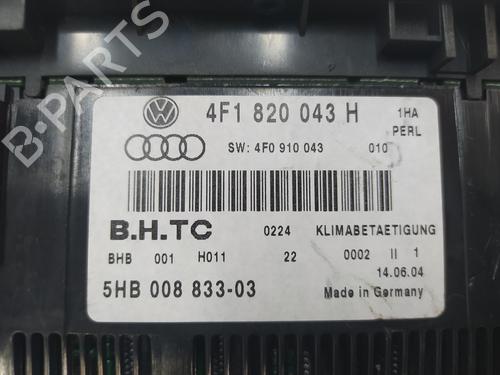 4F1 820 043 H 1HA
PERL
SW: 4F0 910 043 010
B.H.TC 0224 KLIMABETAETIGUNG
BHB 001 H011 22 0002 II 1
14.06.04
5HB 008 833-03 Made in Germany
B-PARTS